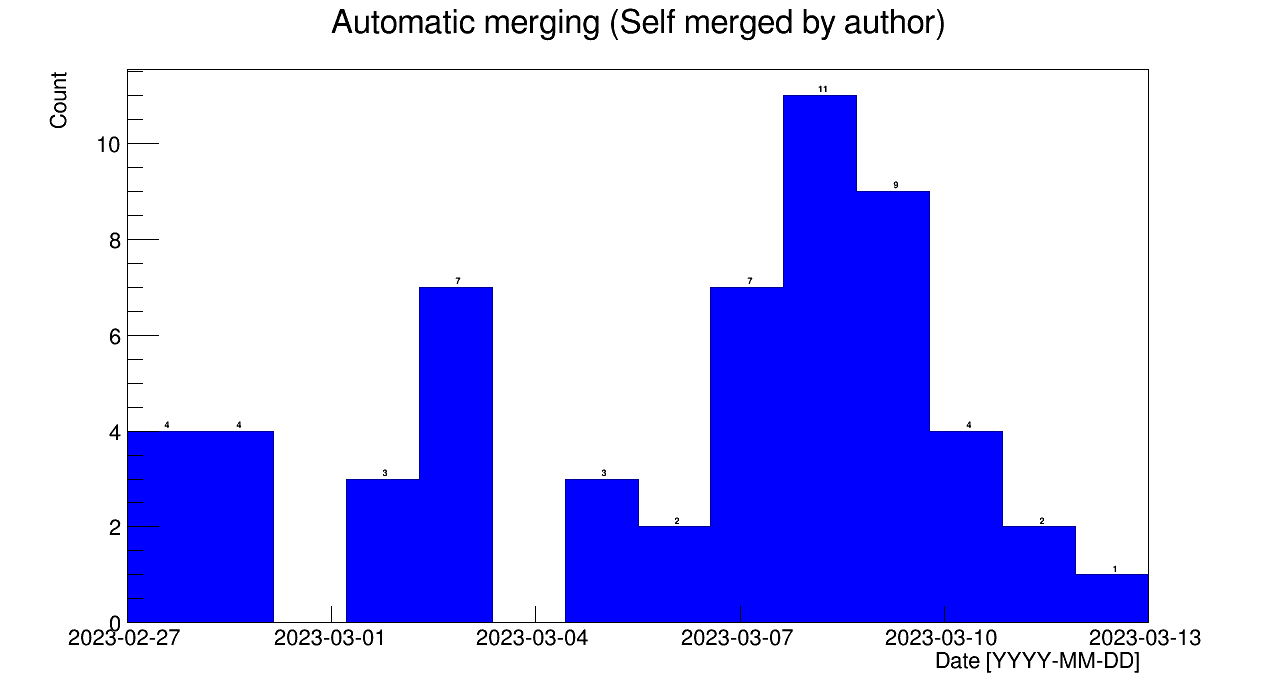 Automatic merging (Self merged by author)
Count
11
10
9
8
7 7
6
4 4 4 4
3 3
2 2 2
1
0
2023-02-27 2023-03-01 2023-03-04 2023-03-07 2023-03-10 2023-03-13
Date [YYYY-MM-DD]